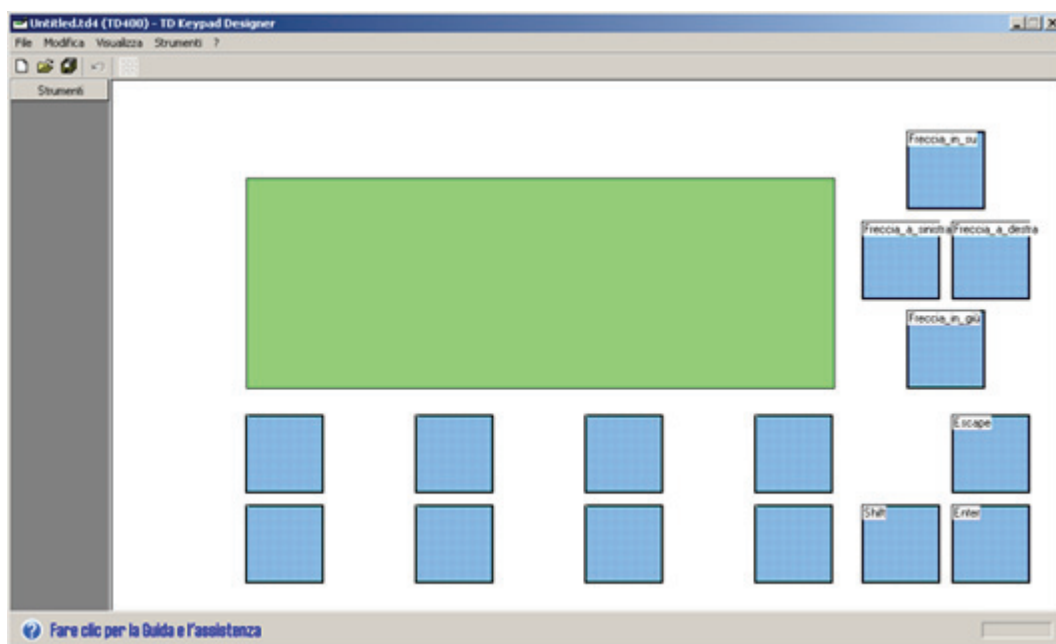 Untitled.td4 (TD400) - TD Keypad Designer
File Modifica Visualizza Strumenti ?
Strumenti
Freccia_in_su
Freccia_a_sinistra Freccia_a_destra
Freccia_in_giù
Escape
Shift Enter
Fare clic per la Guida e l'assistenza